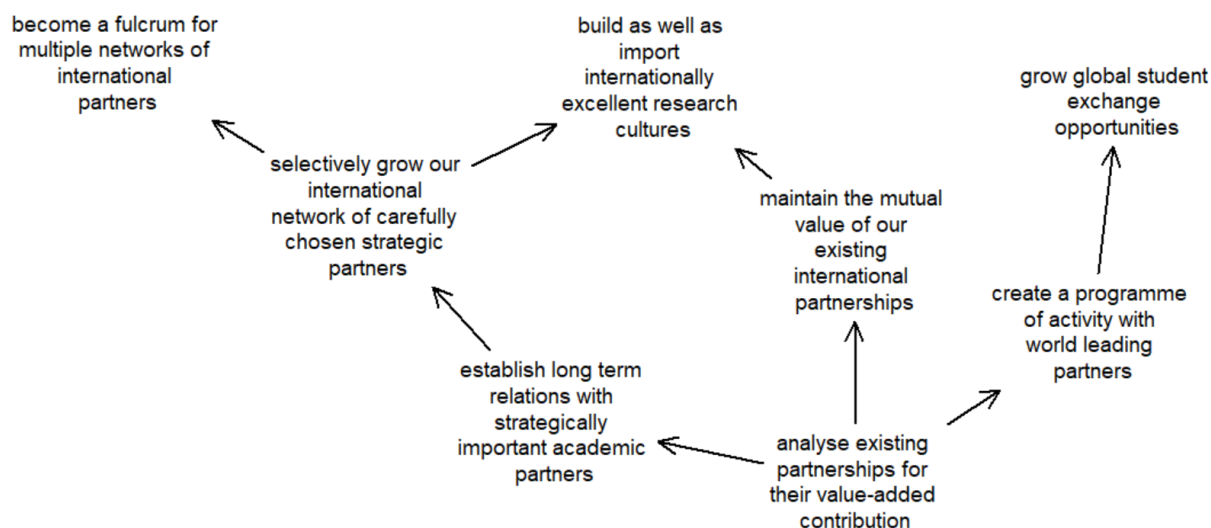 become a fulcrum for
multiple networks of
international
partners
build as well as
import
internationally
excellent research
cultures
grow global student
exchange
opportunities
selectively grow our
international
network of carefully
chosen strategic
partners
maintain the mutual
value of our
existing
international
partnerships
create a programme
of activity with
world leading
partners
establish long term
relations with
strategically
important academic
partners
analyse existing
partnerships for
their value-added
contribution